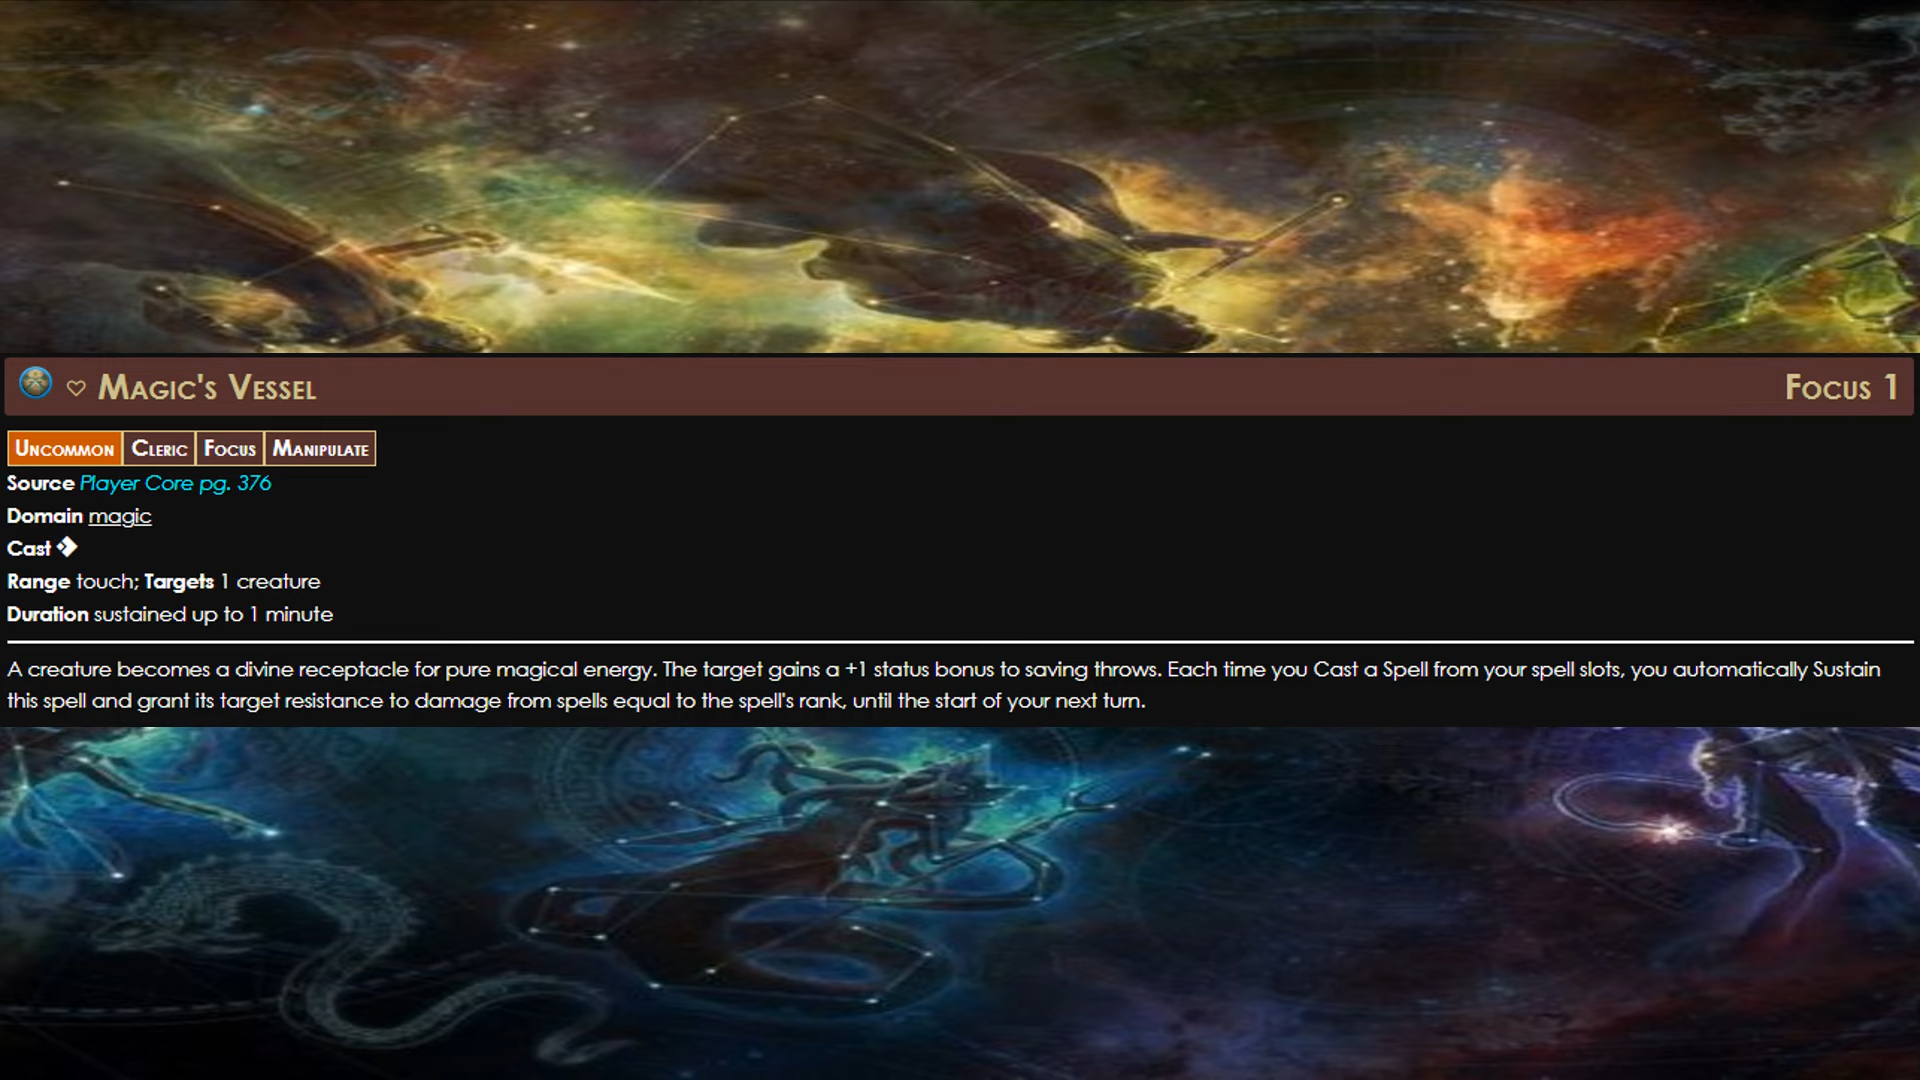 Magic's Vessel
Focus 1
Uncommon Cleric Focus Manipulate
Source Player Core pg. 376
Domain magic
Cast
Range touch; Targets 1 creature
Duration sustained up to 1 minute
A creature becomes a divine receptacle for pure magical energy. The target gains a +1 status bonus to saving throws. Each time you Cast a Spell from your spell slots, you automatically Sustain
this spell and grant its target resistance to damage from spells equal to the spell's rank, until the start of your next turn.